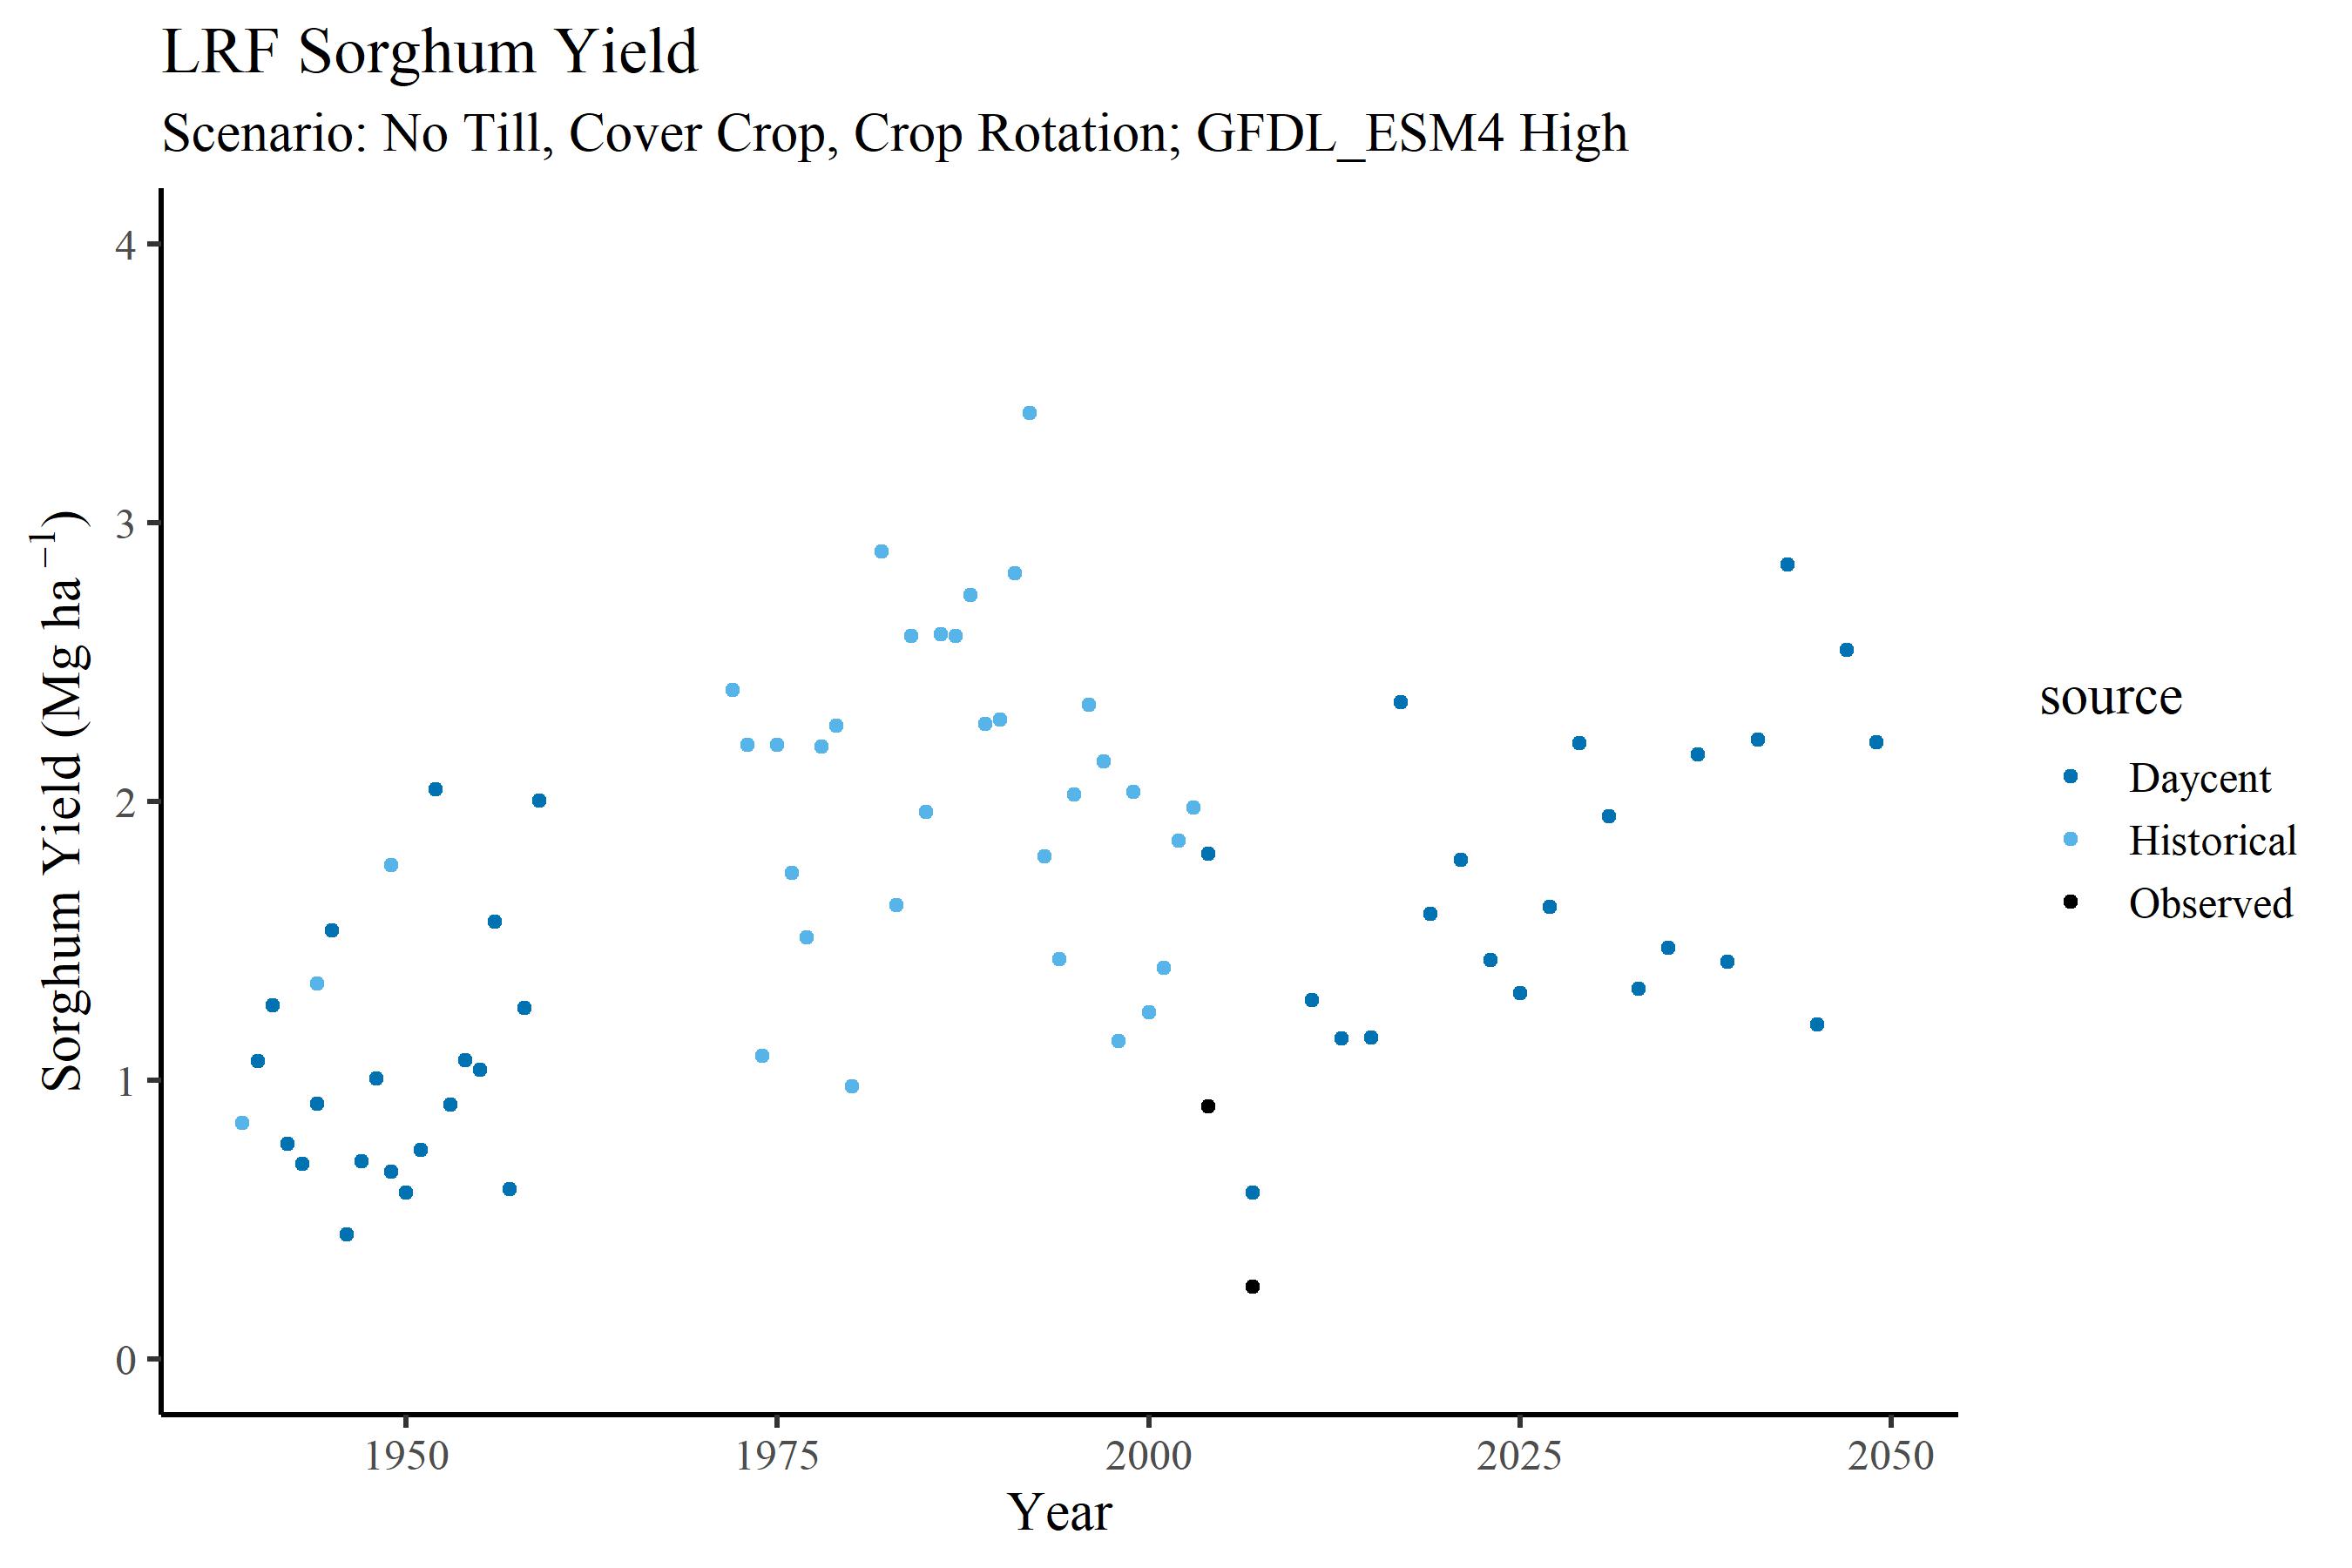 LRF Sorghum Yield
Scenario: No Till, Cover Crop, Crop Rotation; GFDL_ESM4 High
Sorghum Yield (Mg ha⁻¹)
4
3
2
1
0
1950 1975 2000 2025 2050
Year
source
Daycent
Historical
Observed